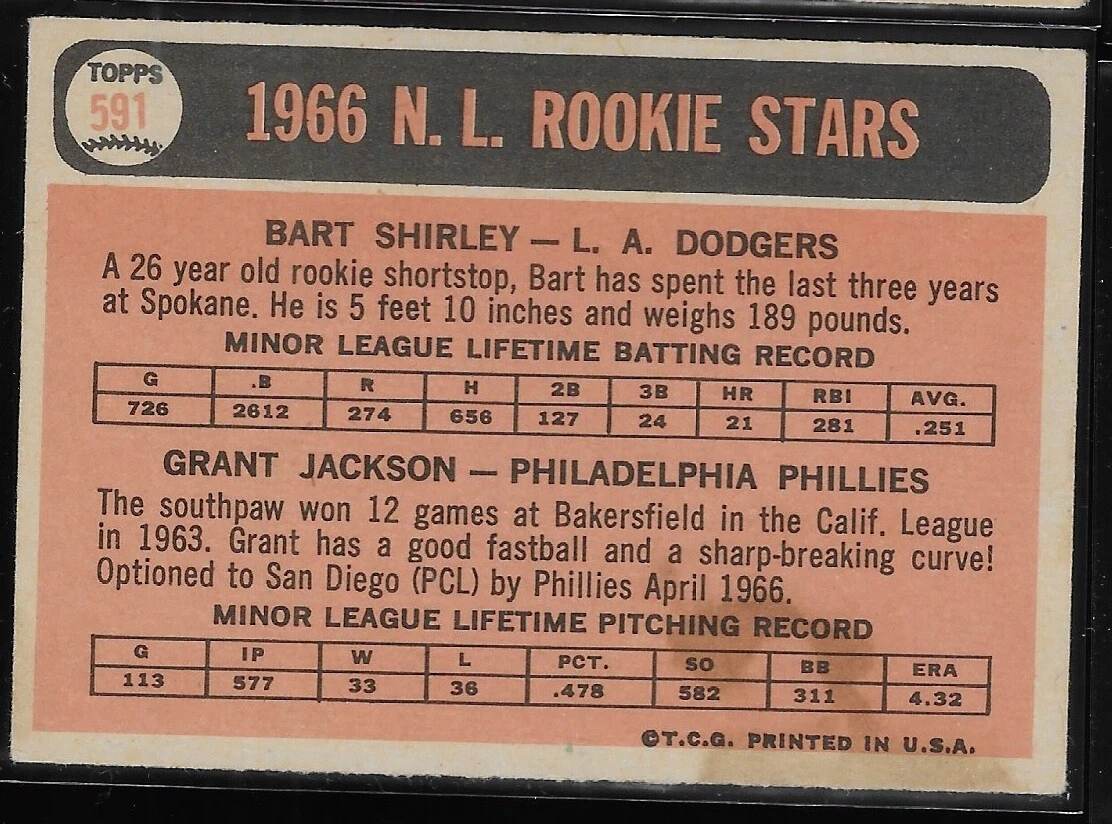 TOPPS
591
1966 N. L. ROOKIE STARS
BART SHIRLEY — L. A. DODGERS
A 26 year old rookie shortstop, Bart has spent the last three years
at Spokane. He is 5 feet 10 inches and weighs 189 pounds.
MINOR LEAGUE LIFETIME BATTING RECORD
G .B R H 2B 3B HR RBI AVG.
726 2612 274 656 127 24 21 281 .251
GRANT JACKSON — PHILADELPHIA PHILLIES
The southpaw won 12 games at Bakersfield in the Calif. League
in 1963. Grant has a good fastball and a sharp-breaking curve!
Optioned to San Diego (PCL) by Phillies April 1966.
MINOR LEAGUE LIFETIME PITCHING RECORD
G IP W L PCT. SO BB ERA
113 577 33 36 .478 582 311 4.32
©T.C.G. PRINTED IN U.S.A.